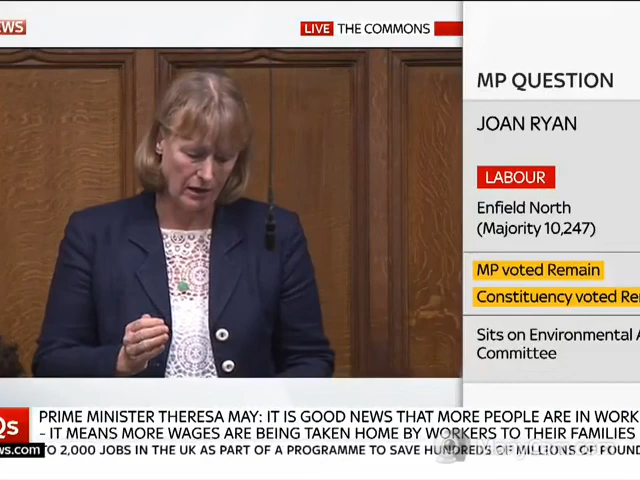 EWS
LIVE THE COMMONS
MP QUESTION
JOAN RYAN
LABOUR
Enfield North
(Majority 10,247)
MP voted Remain
Constituency voted Re
Sits on Environmental A
Committee
Qs
PRIME MINISTER THERESA MAY: IT IS GOOD NEWS THAT MORE PEOPLE ARE IN WORK
- IT MEANS MORE WAGES ARE BEING TAKEN HOME BY WORKERS TO THEIR FAMILIES
ws.com
TO 2,000 JOBS IN THE UK AS PART OF A PROGRAMME TO SAVE HUNDREDS OF MILLIONS OF POUND